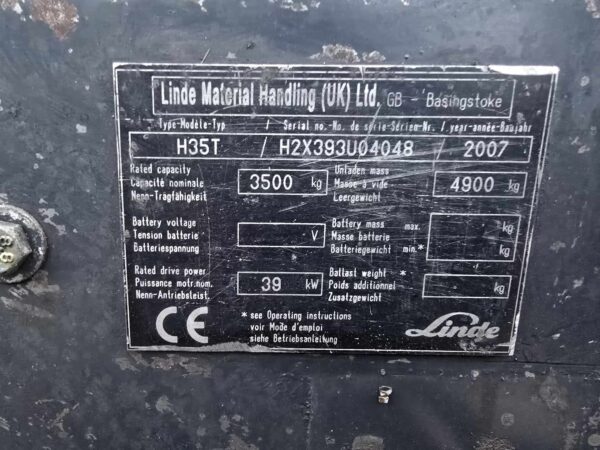 Linde Material Handling (UK) Ltd. GB - Basingstoke
Type-Modèle-Typ / Serial no.-No. de série-Serien-Nr. / year-année-Baujahr
H35T / H2X393U04048 / 2007
Rated capacity
Capacité nominale
Nenn-Tragfähigkeit
3500 kg
Unladen mass
Masse à vide
Leergewicht
4900 kg
Battery voltage
Tension batterie
Batteriespannung
V
Battery mass max.
Masse batterie
Batteriegewicht min.*
kg
kg
Rated drive power
Puissance motr.nom.
Nenn-Antriebsleist.
39 kW
Ballast weight *
Poids additionnel
Zusatzgewicht
kg
CE
* see Operating instructions
voir Mode d'emploi
siehe Betriebsanleitung
Linde
8.8